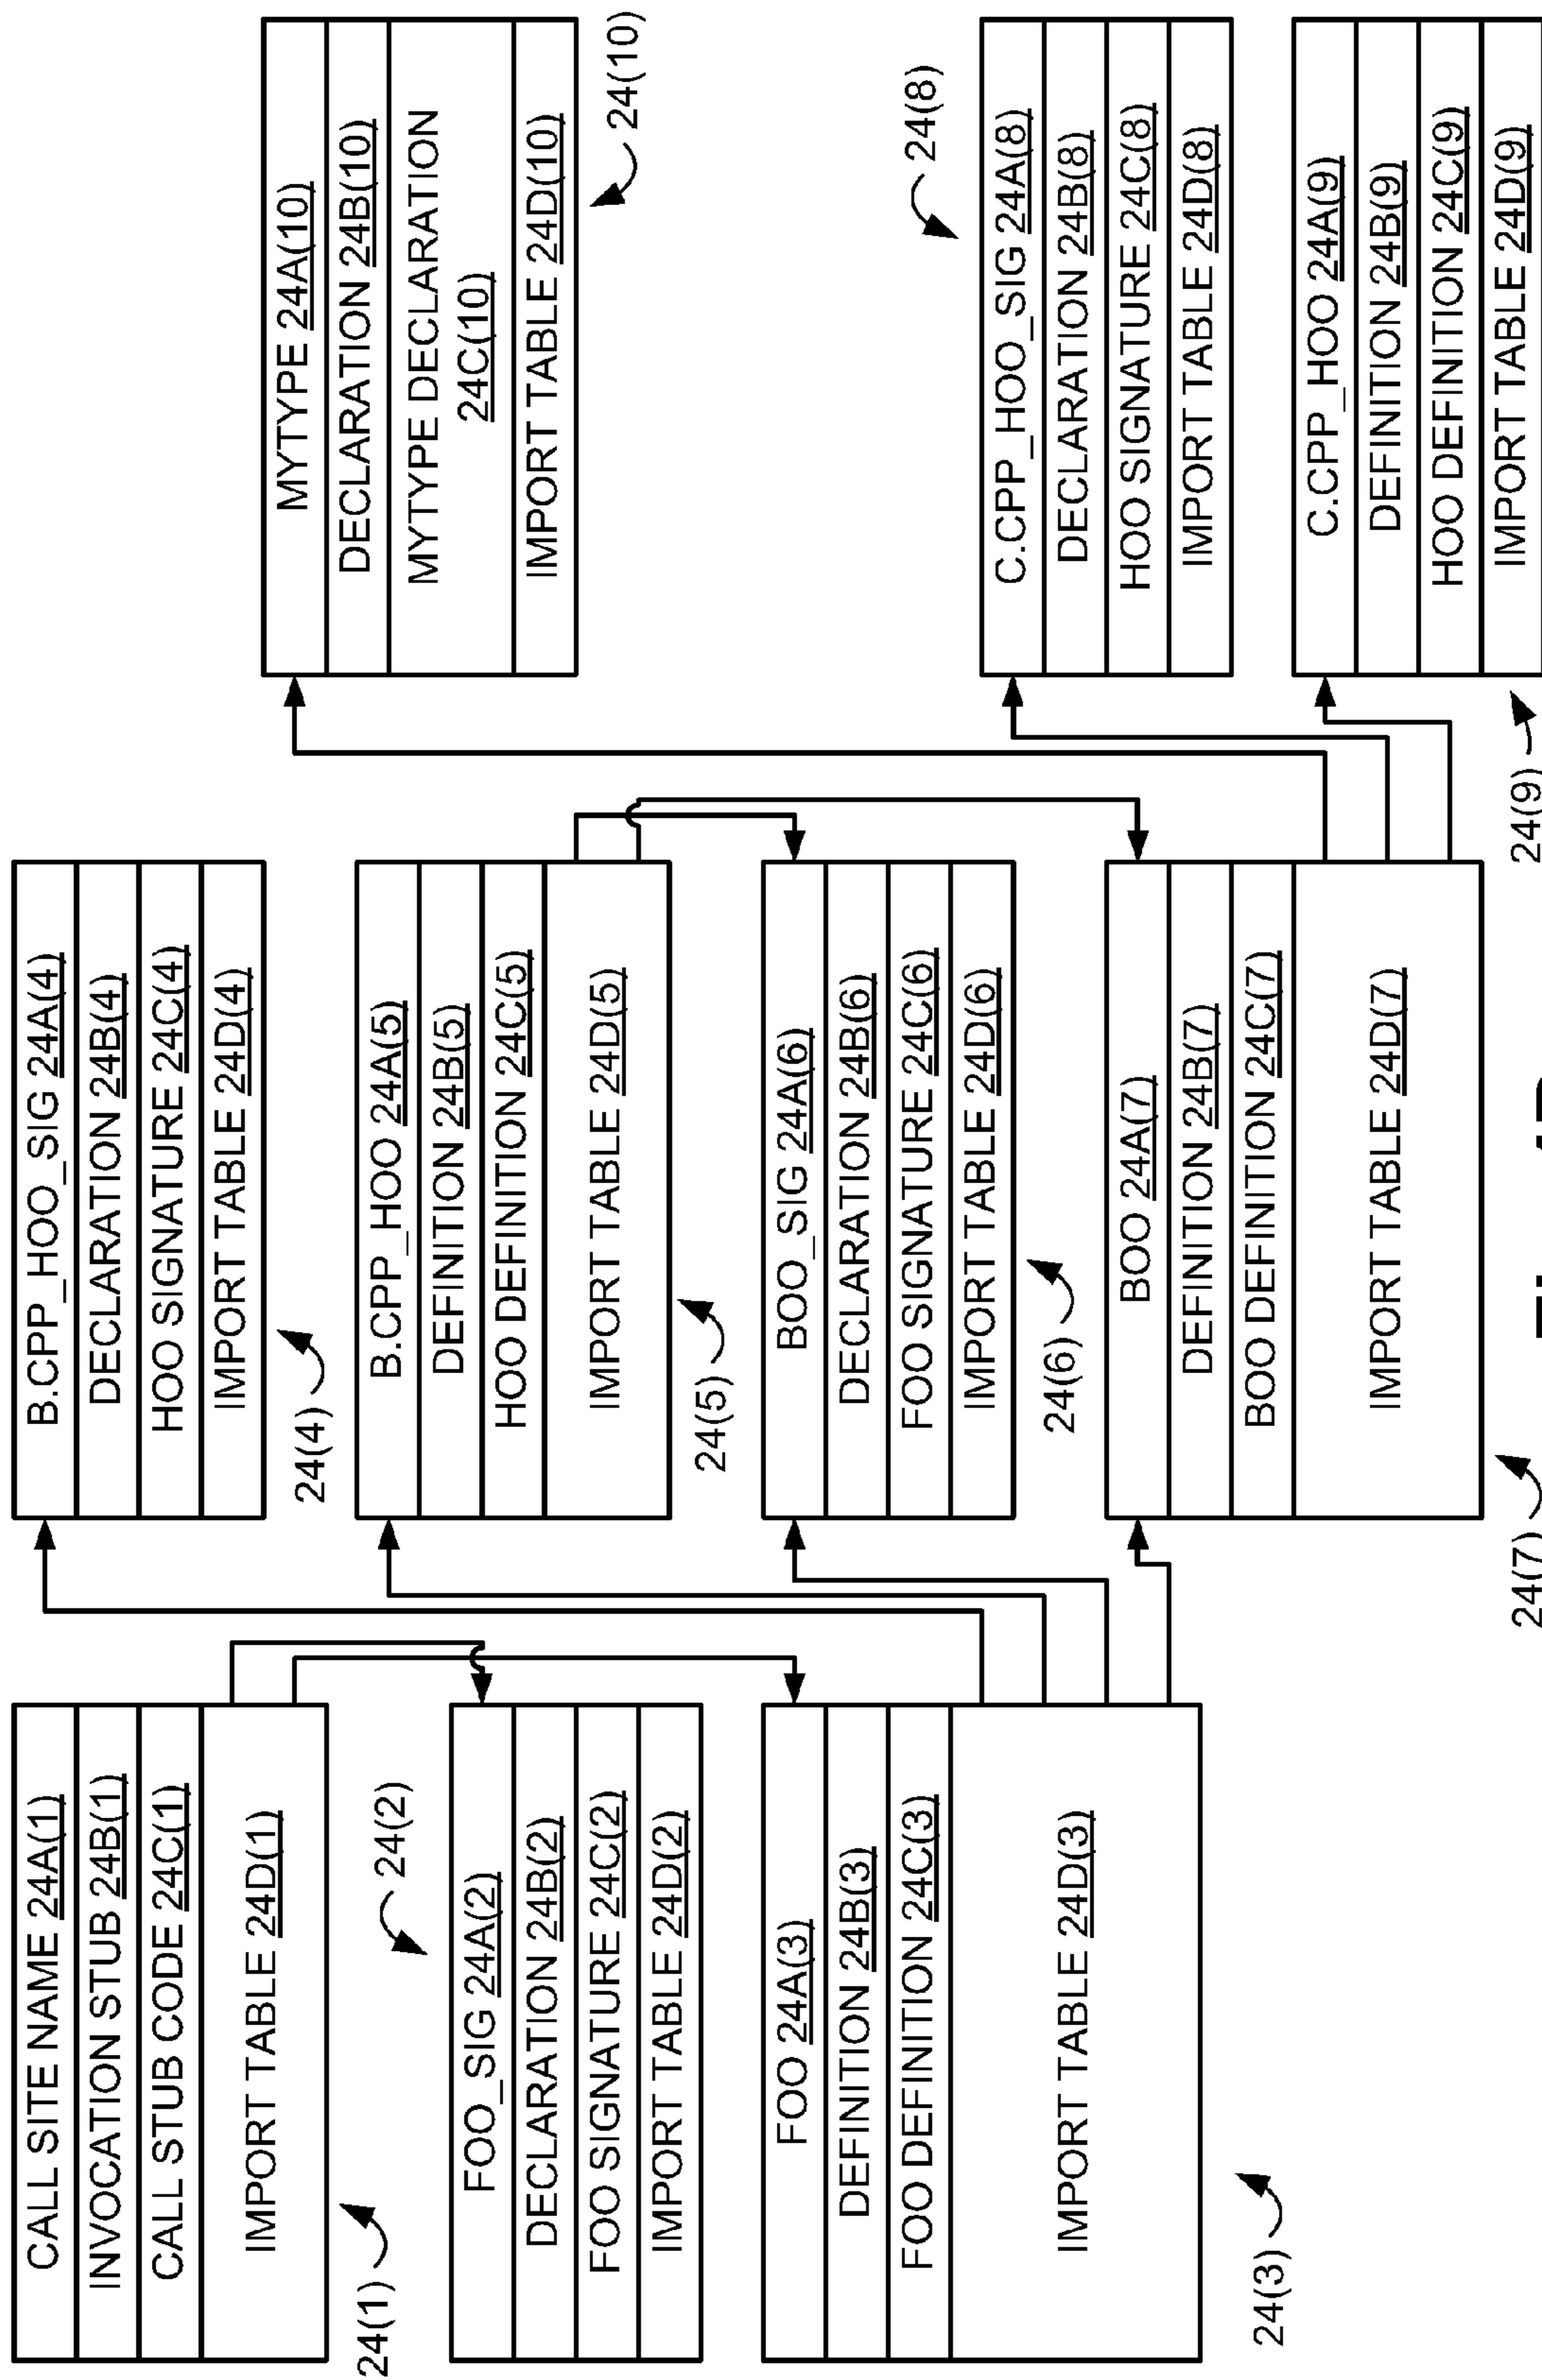 CALL SITE NAME 24A(1)
INVOCATION STUB 24B(1)
CALL STUB CODE 24C(1)
IMPORT TABLE 24D(1)
24(1)
24(2)
FOO_SIG 24A(2)
DECLARATION 24B(2)
FOO SIGNATURE 24C(2)
IMPORT TABLE 24D(2)
FOO 24A(3)
DEFINITION 24B(3)
FOO DEFINITION 24C(3)
IMPORT TABLE 24D(3)
24(3)
B.CPP_HOO_SIG 24A(4)
DECLARATION 24B(4)
HOO SIGNATURE 24C(4)
IMPORT TABLE 24D(4)
24(4)
B.CPP_HOO 24A(5)
DEFINITION 24B(5)
HOO DEFINITION 24C(5)
IMPORT TABLE 24D(5)
24(5)
BOO_SIG 24A(6)
DECLARATION 24B(6)
FOO SIGNATURE 24C(6)
IMPORT TABLE 24D(6)
24(6)
BOO 24A(7)
DEFINITION 24B(7)
BOO DEFINITION 24C(7)
IMPORT TABLE 24D(7)
24(7)
MYTYPE 24A(10)
DECLARATION 24B(10)
MYTYPE DECLARATION
24C(10)
IMPORT TABLE 24D(10)
24(10)
24(8)
C.CPP_HOO_SIG 24A(8)
DECLARATION 24B(8)
HOO SIGNATURE 24C(8)
IMPORT TABLE 24D(8)
C.CPP_HOO 24A(9)
DEFINITION 24B(9)
HOO DEFINITION 24C(9)
IMPORT TABLE 24D(9)
24(9)